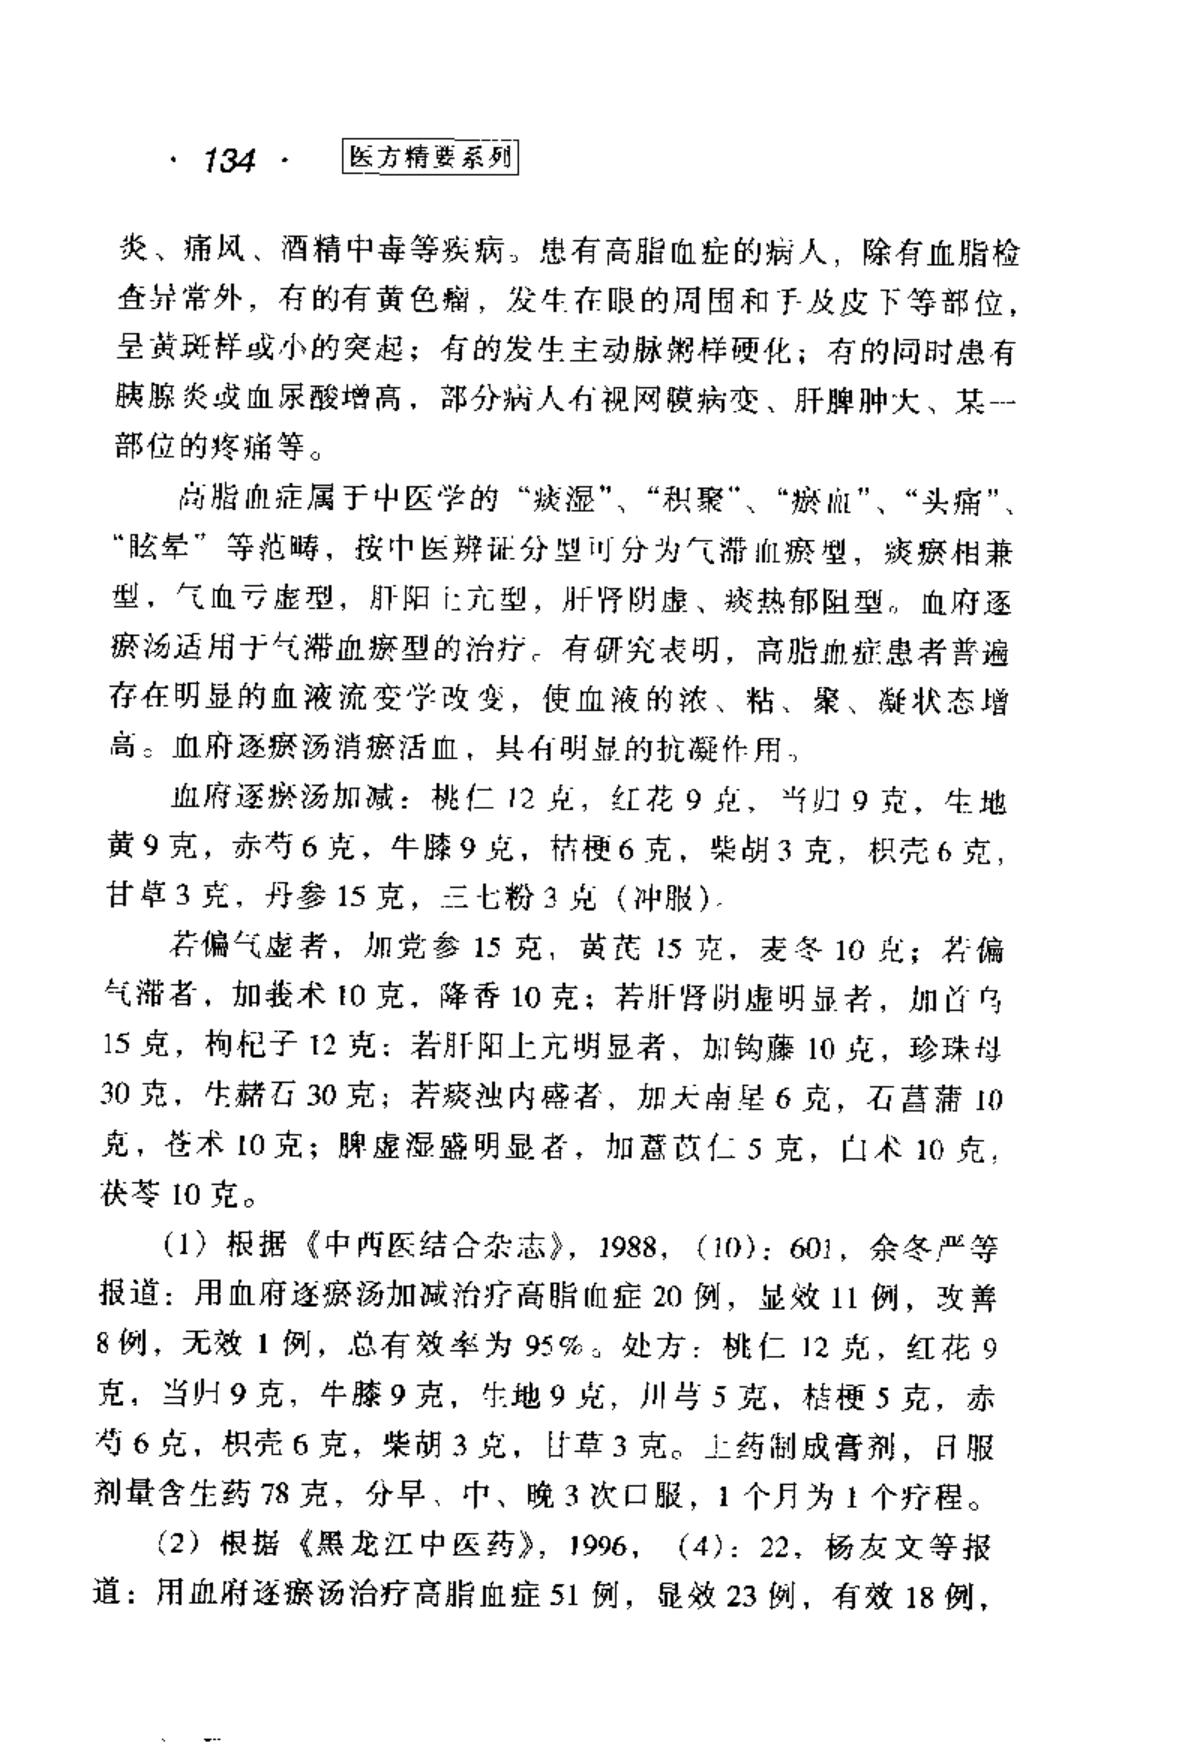 · 134 · 医方精要系列
炎、痛风、酒精中毒等疾病。患有高脂血症的病人，除有血脂检
查异常外，有的有黄色瘤，发生在眼的周围和手及皮下等部位，
呈黄斑样或小的突起；有的发生主动脉粥样硬化；有的同时患有
胰腺炎或血尿酸增高，部分病人有视网膜病变、肝脾肿大、某一
部位的疼痛等。
高脂血症属于中医学的“痰湿”、“积聚”、“瘀血”、“头痛”、
“眩晕”等范畴，按中医辨证分型可分为气滞血瘀型，痰瘀相兼
型，气血亏虚型，肝阳上亢型，肝肾阴虚、痰热郁阻型。血府逐
瘀汤适用于气滞血瘀型的治疗。有研究表明，高脂血症患者普遍
存在明显的血液流变学改变，使血液的浓、粘、聚、凝状态增
高。血府逐瘀汤消瘀活血，具有明显的抗凝作用。
血府逐瘀汤加减：桃仁 12 克，红花 9 克，当归 9 克，生地
黄 9 克，赤芍 6 克，牛膝 9 克，桔梗 6 克，柴胡 3 克，枳壳 6 克，
甘草 3 克，丹参 15 克，三七粉 3 克（冲服）。
若偏气虚者，加党参 15 克，黄芪 15 克，麦冬 10 克；若偏
气滞者，加莪术 10 克，降香 10 克；若肝肾阴虚明显者，加首乌
15 克，枸杞子 12 克；若肝阳上亢明显者，加钩藤 10 克，珍珠母
30 克，生赭石 30 克；若痰浊内盛者，加天南星 6 克，石菖蒲 10
克，苍术 10 克；脾虚湿盛明显者，加薏苡仁 5 克，白术 10 克，
茯苓 10 克。
（1）根据《中西医结合杂志》，1988，（10）：601，余冬严等
报道：用血府逐瘀汤加减治疗高脂血症 20 例，显效 11 例，改善
8 例，无效 1 例，总有效率为 95%。处方：桃仁 12 克，红花 9
克，当归 9 克，牛膝 9 克，生地 9 克，川芎 5 克，桔梗 5 克，赤
芍 6 克，枳壳 6 克，柴胡 3 克，甘草 3 克。上药制成膏剂，日服
剂量含生药 78 克，分早、中、晚 3 次口服，1 个月为 1 个疗程。
（2）根据《黑龙江中医药》，1996，（4）：22，杨友文等报
道：用血府逐瘀汤治疗高脂血症 51 例，显效 23 例，有效 18 例，